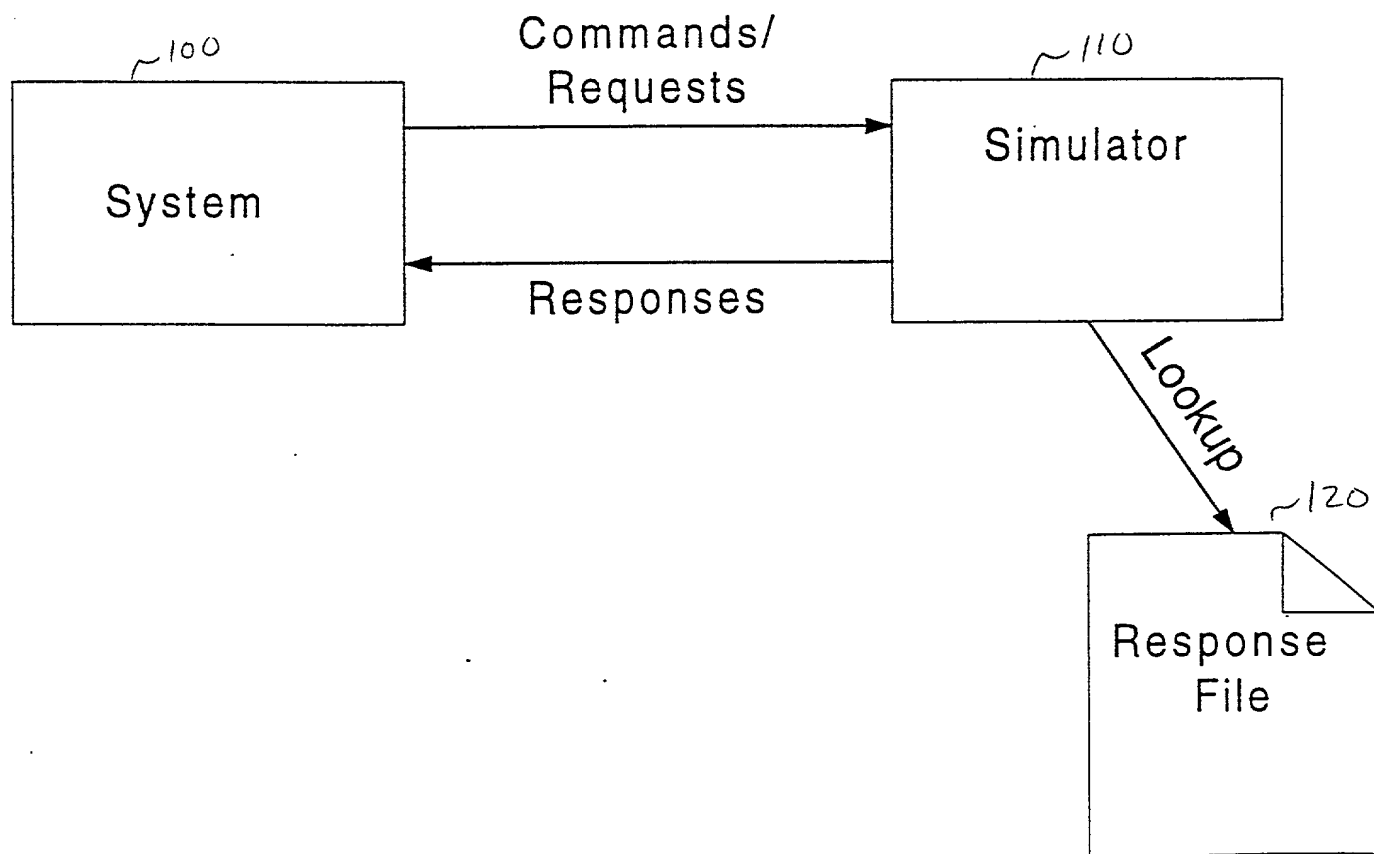 100
Commands/
Requests
110
System
Simulator
Responses
Lookup
120
Response
File